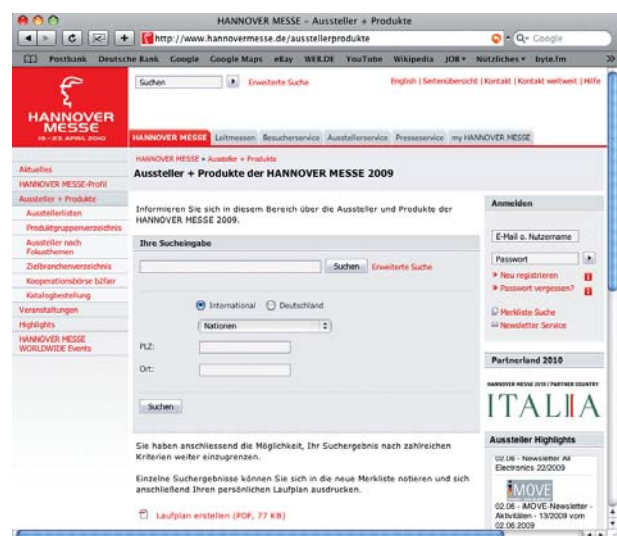 HANNOVER MESSE – Aussteller + Produkte
http://www.hannovermesse.de/ausstellerprodukte
Google
Postbank Deutsche Bank Google Google Maps eBay WEB.DE YouTube Wikipedia JOB Nützliches byte.fm
HANNOVER
MESSE
19.–23. APRIL 2010
Suchen
Erweiterte Suche
English | Seitenübersicht | Kontakt | Kontakt weltweit | Hilfe
HANNOVER MESSE Leitmessen Besucherservice Ausstellerservice Presseservice my HANNOVER MESSE
Aktuelles
HANNOVER MESSE-Profil
Aussteller + Produkte
Ausstellerlisten
Produktgruppenverzeichnis
Aussteller nach
Fokusthemen
Zielbranchenverzeichnis
Kooperationsbörse b2fair
Katalogbestellung
Veranstaltungen
Highlights
HANNOVER MESSE
WORLDWIDE Events
HANNOVER MESSE » Aussteller + Produkte
Aussteller + Produkte der HANNOVER MESSE 2009
Informieren Sie sich in diesem Bereich über die Aussteller und Produkte der
HANNOVER MESSE 2009.
Ihre Sucheingabe
Suchen Erweiterte Suche
International Deutschland
Nationen
PLZ:
Ort:
Suchen
Sie haben anschliessend die Möglichkeit, Ihr Suchergebnis nach zahlreichen
Kriterien weiter einzugrenzen.
Einzelne Suchergebnisse können Sie sich in die neue Merkliste notieren und sich
anschließend Ihren persönlichen Laufplan ausdrucken.
Laufplan erstellen (PDF, 77 KB)
Anmelden
E-Mail o. Nutzername
Passwort
Neu registrieren
Passwort vergessen?
Merkliste Suche
Newsletter Service
Partnerland 2010
HANNOVER MESSE 2010 / PARTNER COUNTRY
ITALIA
Aussteller Highlights
02.06 - Newsletter All
Electronics 22/2009
iMOVE
02.06 - iMOVE-Newsletter -
Aktivitäten - 13/2009 vom
02.06.2009